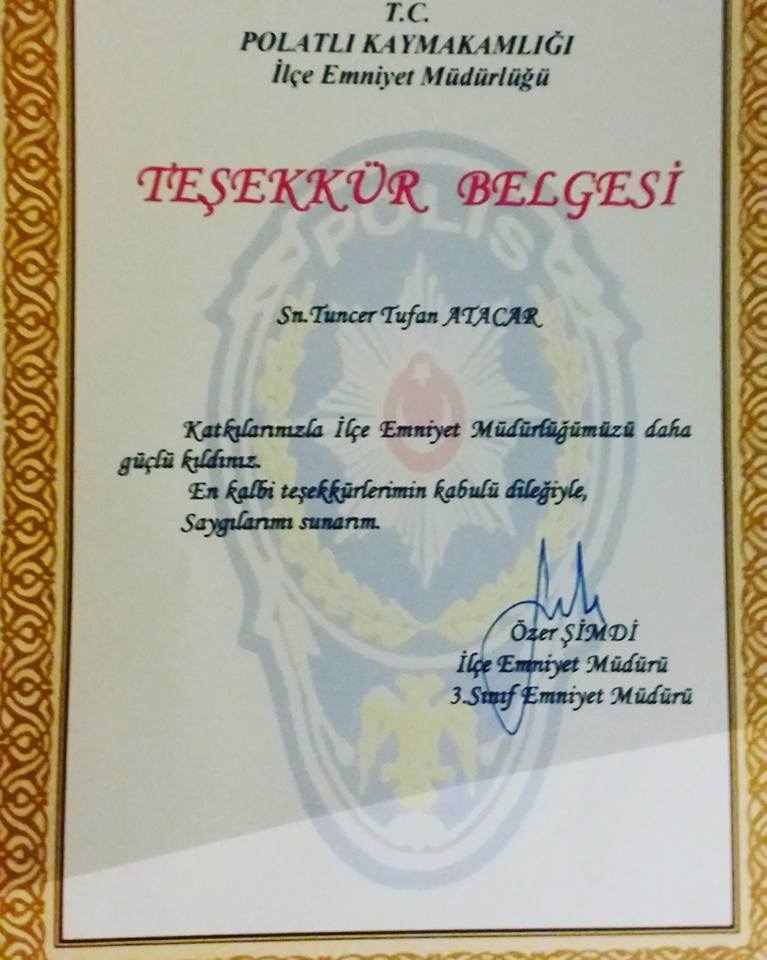 T.C.
POLATLI KAYMAKAMLIĞI
İlçe Emniyet Müdürlüğü
TEŞEKKÜR BELGESİ
POLİS
Sn.Tuncer Tufan ATACAR
Katkılarınızla İlçe Emniyet Müdürlüğümüzü daha
güçlü kıldınız.
En kalbi teşekkürlerimin kabulü dileğiyle,
Saygılarımı sunarım.
Özer ŞİMDİ
İlçe Emniyet Müdürü
3.Sınıf Emniyet Müdürü